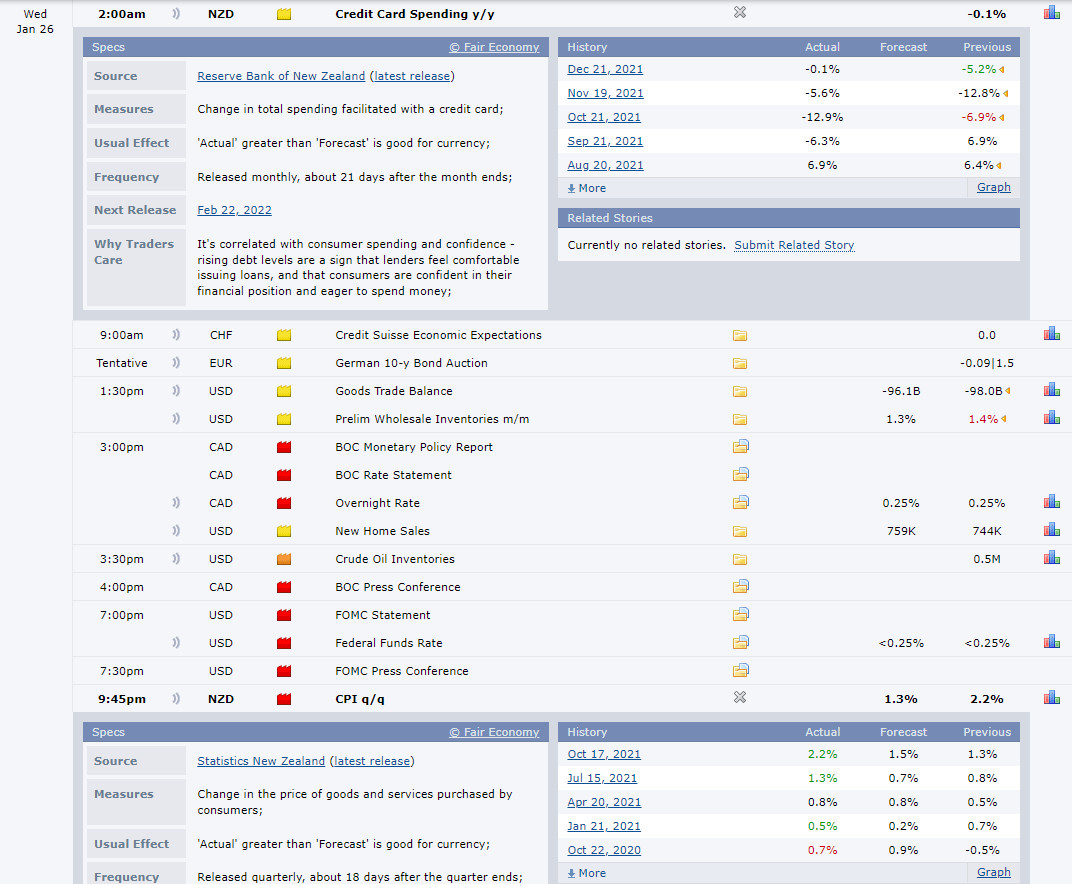 Wed
Jan 26
2:00am NZD Credit Card Spending y/y -0.1%
Specs © Fair Economy
Source Reserve Bank of New Zealand (latest release)
Measures Change in total spending facilitated with a credit card;
Usual Effect 'Actual' greater than 'Forecast' is good for currency;
Frequency Released monthly, about 21 days after the month ends;
Next Release Feb 22, 2022
Why Traders Care It's correlated with consumer spending and confidence -
rising debt levels are a sign that lenders feel comfortable
issuing loans, and that consumers are confident in their
financial position and eager to spend money;
History Actual Forecast Previous
Dec 21, 2021 -0.1% -5.2%
Nov 19, 2021 -5.6% -12.8%
Oct 21, 2021 -12.9% -6.9%
Sep 21, 2021 -6.3% 6.9%
Aug 20, 2021 6.9% 6.4%
More Graph
Related Stories
Currently no related stories. Submit Related Story
9:00am CHF Credit Suisse Economic Expectations 0.0
Tentative EUR German 10-y Bond Auction -0.09|1.5
1:30pm USD Goods Trade Balance -96.1B -98.0B
USD Prelim Wholesale Inventories m/m 1.3% 1.4%
3:00pm CAD BOC Monetary Policy Report
CAD BOC Rate Statement
CAD Overnight Rate 0.25% 0.25%
USD New Home Sales 759K 744K
3:30pm USD Crude Oil Inventories 0.5M
4:00pm CAD BOC Press Conference
7:00pm USD FOMC Statement
USD Federal Funds Rate <0.25% <0.25%
7:30pm USD FOMC Press Conference
9:45pm NZD CPI q/q 1.3% 2.2%
Specs © Fair Economy
Source Statistics New Zealand (latest release)
Measures Change in the price of goods and services purchased by
consumers;
Usual Effect 'Actual' greater than 'Forecast' is good for currency;
Frequency Released quarterly, about 18 days after the quarter ends;
History Actual Forecast Previous
Oct 17, 2021 2.2% 1.5% 1.3%
Jul 15, 2021 1.3% 0.7% 0.8%
Apr 20, 2021 0.8% 0.8% 0.5%
Jan 21, 2021 0.5% 0.2% 0.7%
Oct 22, 2020 0.7% 0.9% -0.5%
More Graph